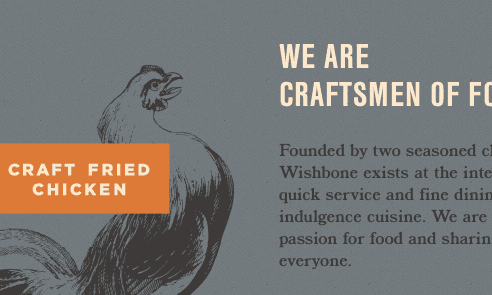 CRAFT FRIED
CHICKEN
WE ARE
CRAFTSMEN OF
Founded by two seasoned
Wishbone exists at the
quick service and fine
indulgence cuisine. We are
passion for food and
everyone.